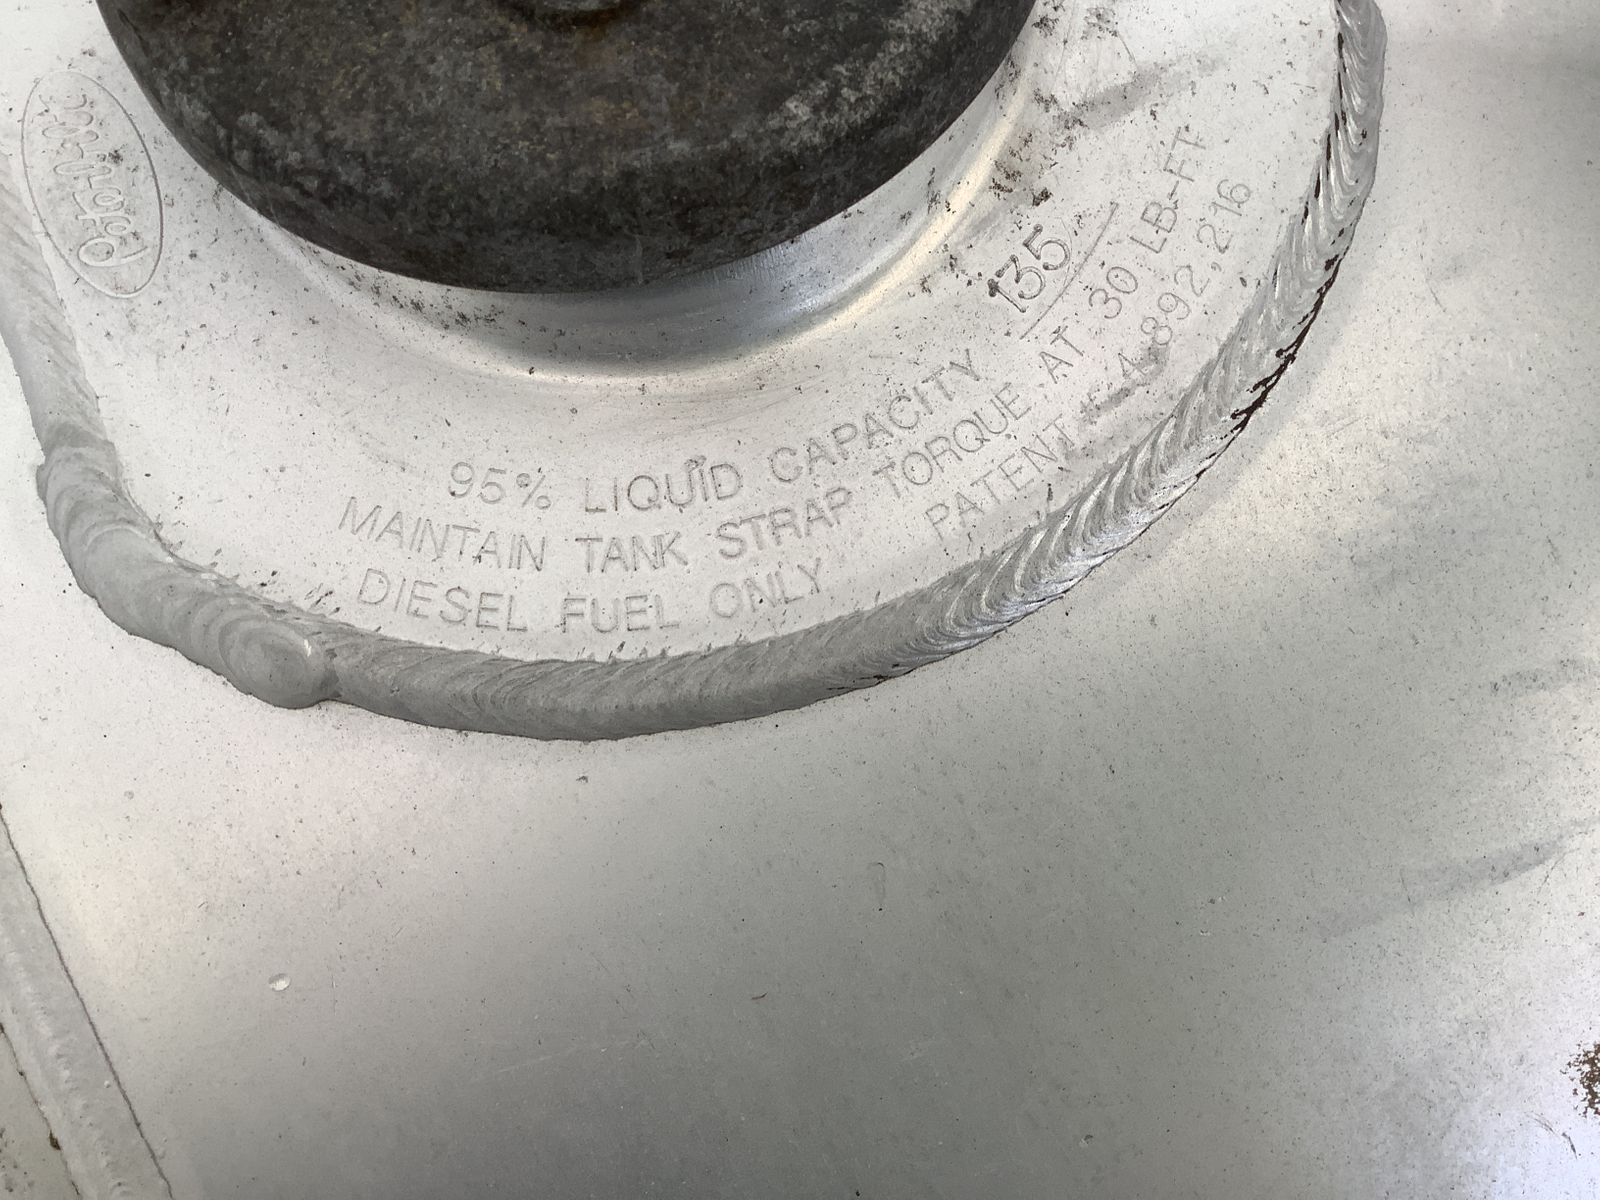 Peterbilt
95% LIQUID CAPACITY 135
MAINTAIN TANK STRAP TORQUE AT 30 LB-FT
DIESEL FUEL ONLY PATENT # 4,892,216